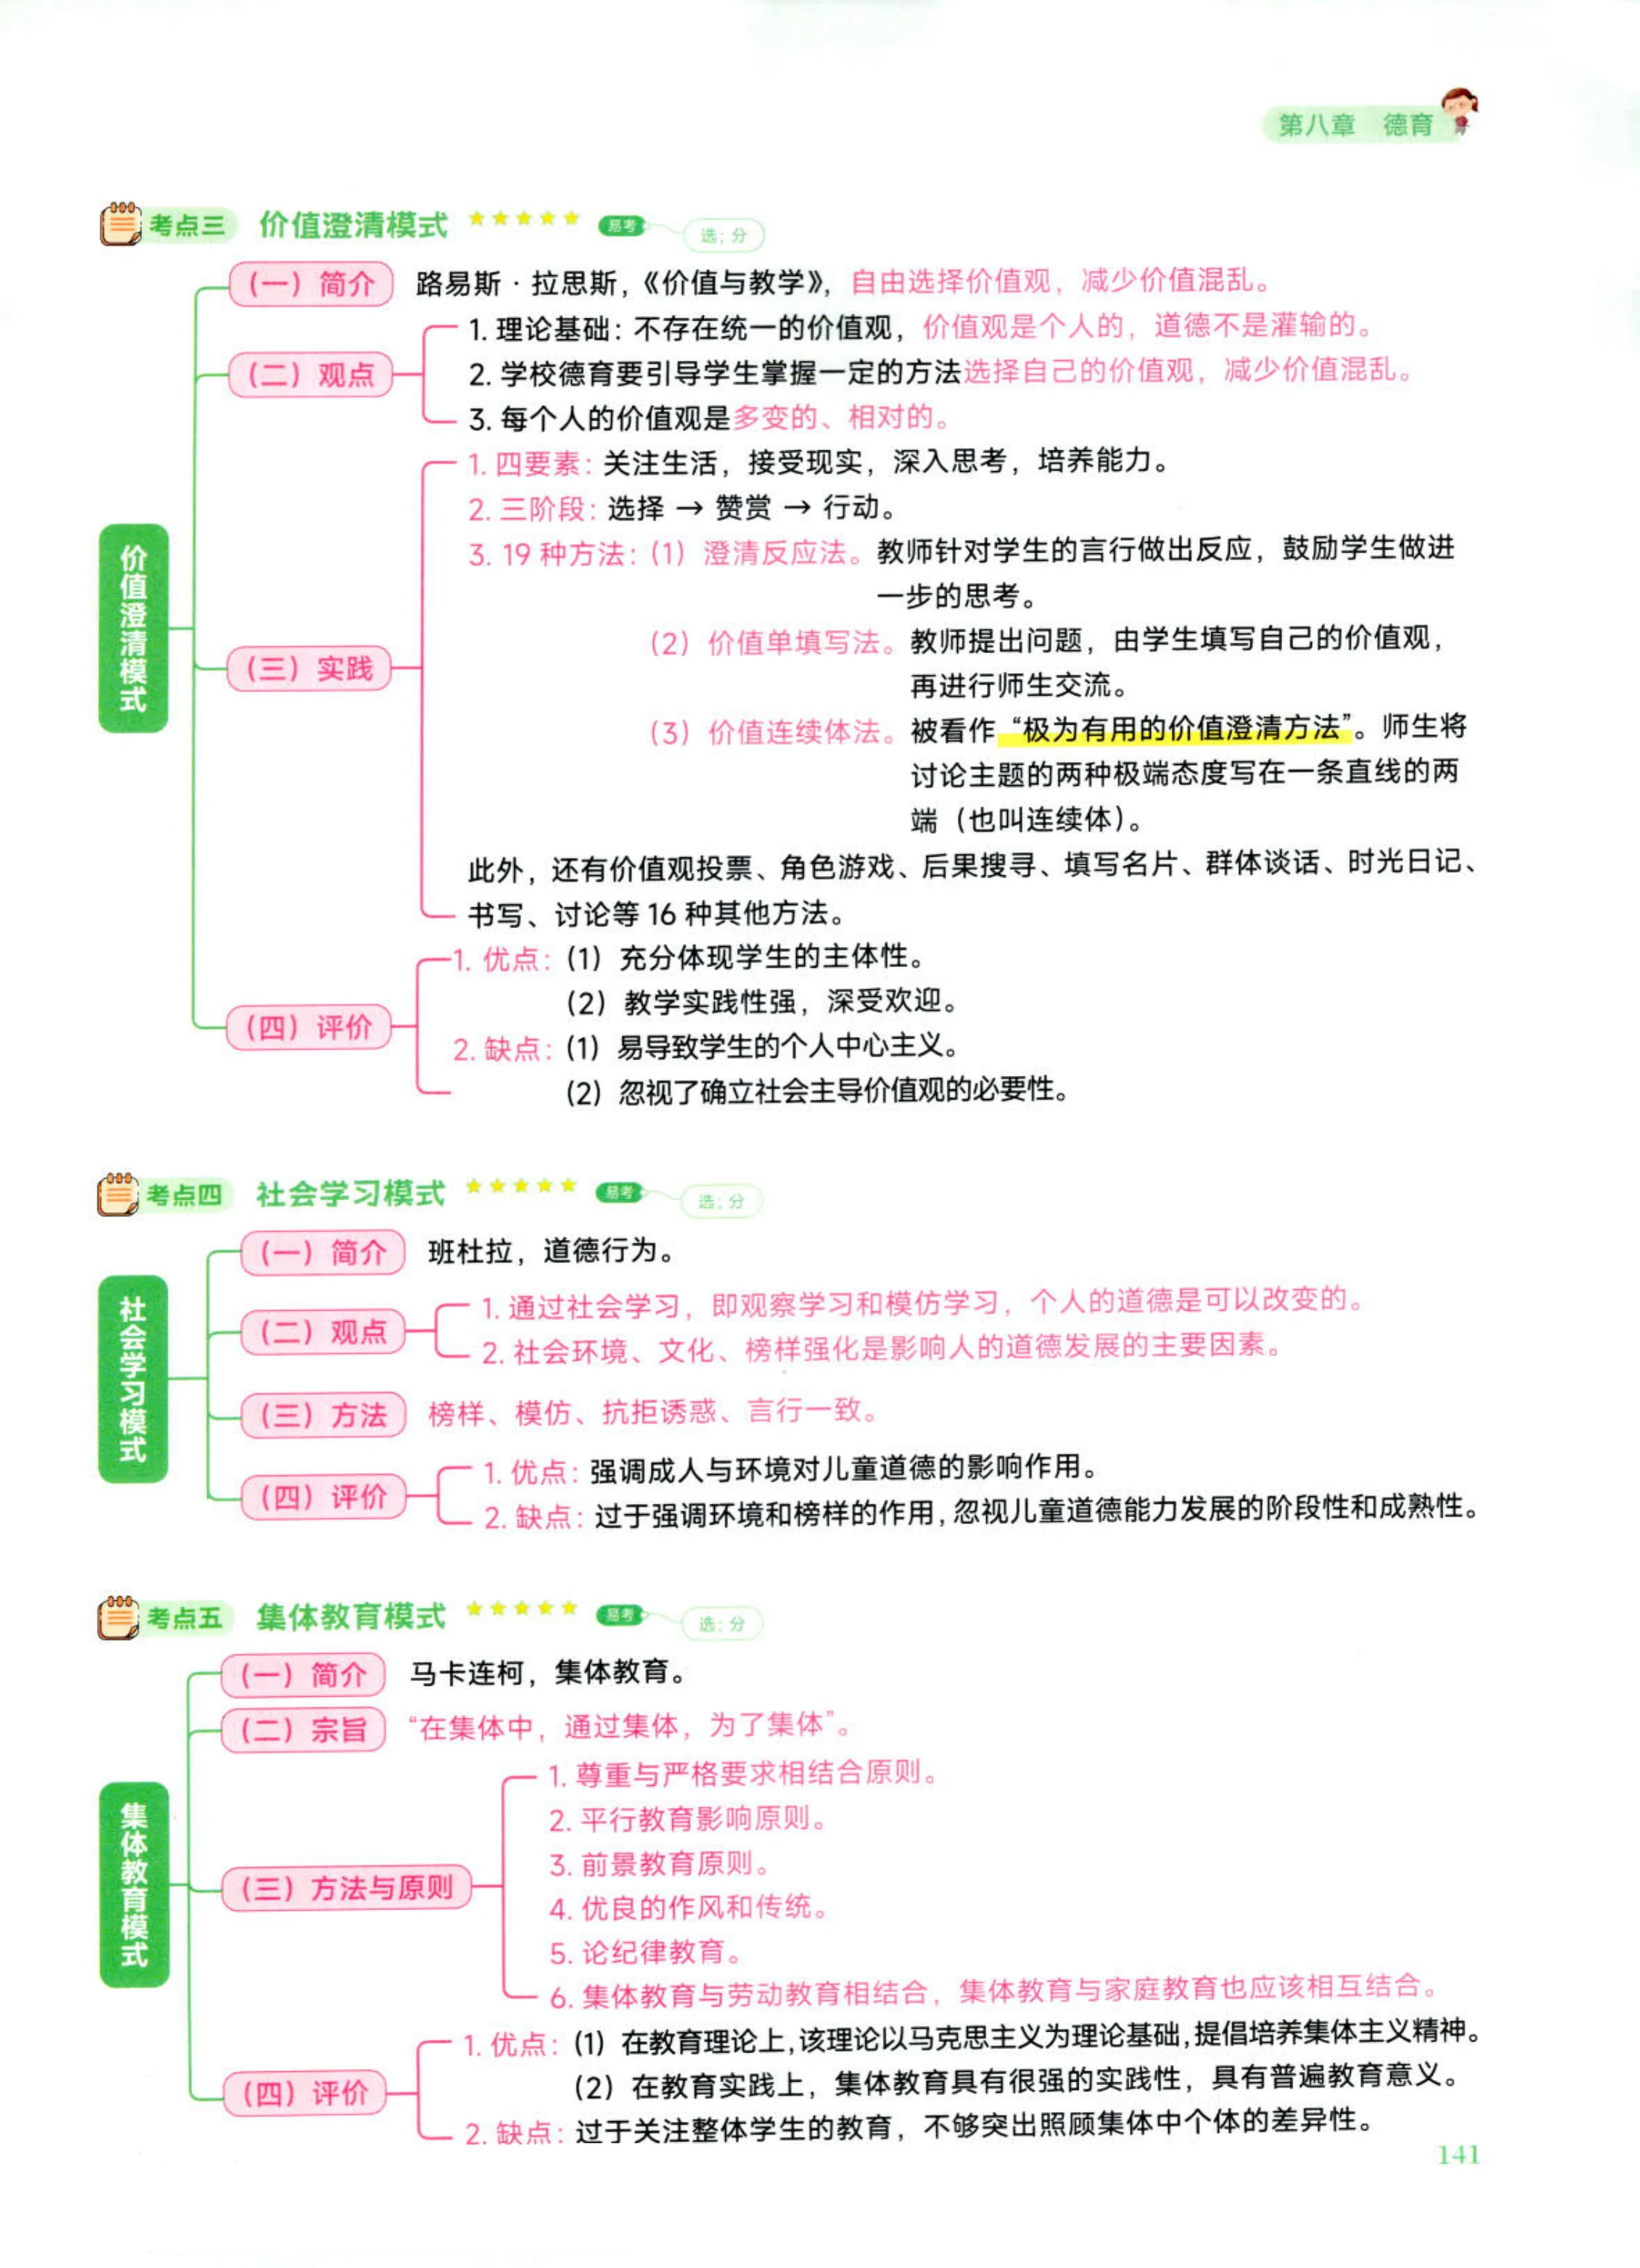 第八章 德育
考点三 价值澄清模式 ★★★★★ 易考 选；分
价值澄清模式
（一）简介 路易斯·拉思斯，《价值与教学》，自由选择价值观，减少价值混乱。
（二）观点
1. 理论基础：不存在统一的价值观，价值观是个人的，道德不是灌输的。
2. 学校德育要引导学生掌握一定的方法选择自己的价值观，减少价值混乱。
3. 每个人的价值观是多变的、相对的。
（三）实践
1. 四要素：关注生活，接受现实，深入思考，培养能力。
2. 三阶段：选择 → 赞赏 → 行动。
3. 19 种方法：（1）澄清反应法。教师针对学生的言行做出反应，鼓励学生做进
一步的思考。
（2）价值单填写法。教师提出问题，由学生填写自己的价值观，
再进行师生交流。
（3）价值连续体法。被看作“极为有用的价值澄清方法”。师生将
讨论主题的两种极端态度写在一条直线的两
端（也叫连续体）。
此外，还有价值观投票、角色游戏、后果搜寻、填写名片、群体谈话、时光日记、
书写、讨论等 16 种其他方法。
（四）评价
1. 优点：（1）充分体现学生的主体性。
（2）教学实践性强，深受欢迎。
2. 缺点：（1）易导致学生的个人中心主义。
（2）忽视了确立社会主导价值观的必要性。
考点四 社会学习模式 ★★★★★ 易考 选；分
社会学习模式
（一）简介 班杜拉，道德行为。
（二）观点
1. 通过社会学习，即观察学习和模仿学习，个人的道德是可以改变的。
2. 社会环境、文化、榜样强化是影响人的道德发展的主要因素。
（三）方法 榜样、模仿、抗拒诱惑、言行一致。
（四）评价
1. 优点：强调成人与环境对儿童道德的影响作用。
2. 缺点：过于强调环境和榜样的作用，忽视儿童道德能力发展的阶段性和成熟性。
考点五 集体教育模式 ★★★★★ 易考 选；分
集体教育模式
（一）简介 马卡连柯，集体教育。
（二）宗旨 “在集体中，通过集体，为了集体”。
（三）方法与原则
1. 尊重与严格要求相结合原则。
2. 平行教育影响原则。
3. 前景教育原则。
4. 优良的作风和传统。
5. 论纪律教育。
6. 集体教育与劳动教育相结合，集体教育与家庭教育也应该相互结合。
（四）评价
1. 优点：（1）在教育理论上，该理论以马克思主义为理论基础，提倡培养集体主义精神。
（2）在教育实践上，集体教育具有很强的实践性，具有普遍教育意义。
2. 缺点：过于关注整体学生的教育，不够突出照顾集体中个体的差异性。
141